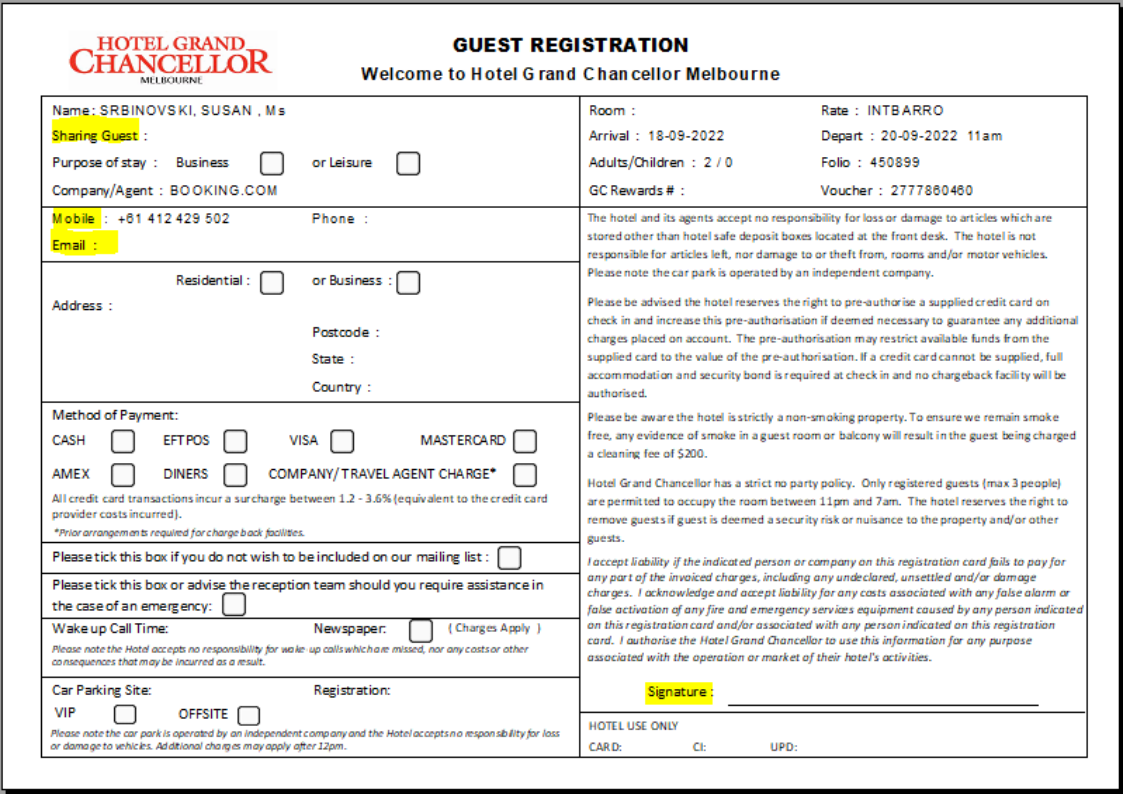 HOTEL GRAND
CHANCELLOR
MELBOURNE
GUEST REGISTRATION
Welcome to Hotel Grand Chancellor Melbourne
Name: SRBINOVSKI, SUSAN , Ms
Sharing Guest :
Purpose of stay : Business or Leisure
Company/Agent : BOOKING.COM
Room : Rate : INTBARRO
Arrival : 18-09-2022 Depart : 20-09-2022 11am
Adults/Children : 2 / 0 Folio : 450899
GC Rewards # : Voucher : 2777860460
Mobile : +61 412 429 502 Phone :
Email :
Residential : or Business :
Address :
Postcode :
State :
Country :
Method of Payment:
CASH EFTPOS VISA MASTERCARD
AMEX DINERS COMPANY/ TRAVEL AGENT CHARGE*
All credit card transactions incur a surcharge between 1.2 - 3.6% (equivalent to the credit card
provider costs incurred).
*Prior arrangements required for charge back facilities.
Please tick this box if you do not wish to be included on our mailing list :
Please tick this box or advise the reception team should you require assistance in
the case of an emergency:
Wake up Call Time: Newspaper: ( Charges Apply )
Please note the Hotel accepts no responsibility for wake-up calls which are missed, nor any costs or other
consequences that may be incurred as a result.
Car Parking Site: Registration:
VIP OFFSITE
Please note the car park is operated by an independent company and the Hotel accepts no responsibility for loss
or damage to vehicles. Additional charges may apply after 12pm.
The hotel and its agents accept no responsibility for loss or damage to articles which are
stored other than hotel safe deposit boxes located at the front desk. The hotel is not
responsible for articles left, nor damage to or theft from, rooms and/or motor vehicles.
Please note the car park is operated by an independent company.
Please be advised the hotel reserves the right to pre-authorise a supplied credit card on
check in and increase this pre-authorisation if deemed necessary to guarantee any additional
charges placed on account. The pre-authorisation may restrict available funds from the
supplied card to the value of the pre-authorisation. If a credit card cannot be supplied, full
accommodation and security bond is required at check in and no chargeback facility will be
authorised.
Please be aware the hotel is strictly a non-smoking property. To ensure we remain smoke
free, any evidence of smoke in a guest room or balcony will result in the guest being charged
a cleaning fee of $200.
Hotel Grand Chancellor has a strict no party policy. Only registered guests (max 3 people)
are permitted to occupy the room between 11pm and 7am. The hotel reserves the right to
remove guests if guest is deemed a security risk or nuisance to the property and/or other
guests.
I accept liability if the indicated person or company on this registration card fails to pay for
any part of the invoiced charges, including any undeclared, unsettled and/or damage
charges. I acknowledge and accept liability for any costs associated with any false alarm or
false activation of any fire and emergency services equipment caused by any person indicated
on this registration card and/or associated with any person indicated on this registration
card. I authorise the Hotel Grand Chancellor to use this information for any purpose
associated with the operation or market of their hotel's activities.
Signature :
HOTEL USE ONLY
CARD: CI: UPD: